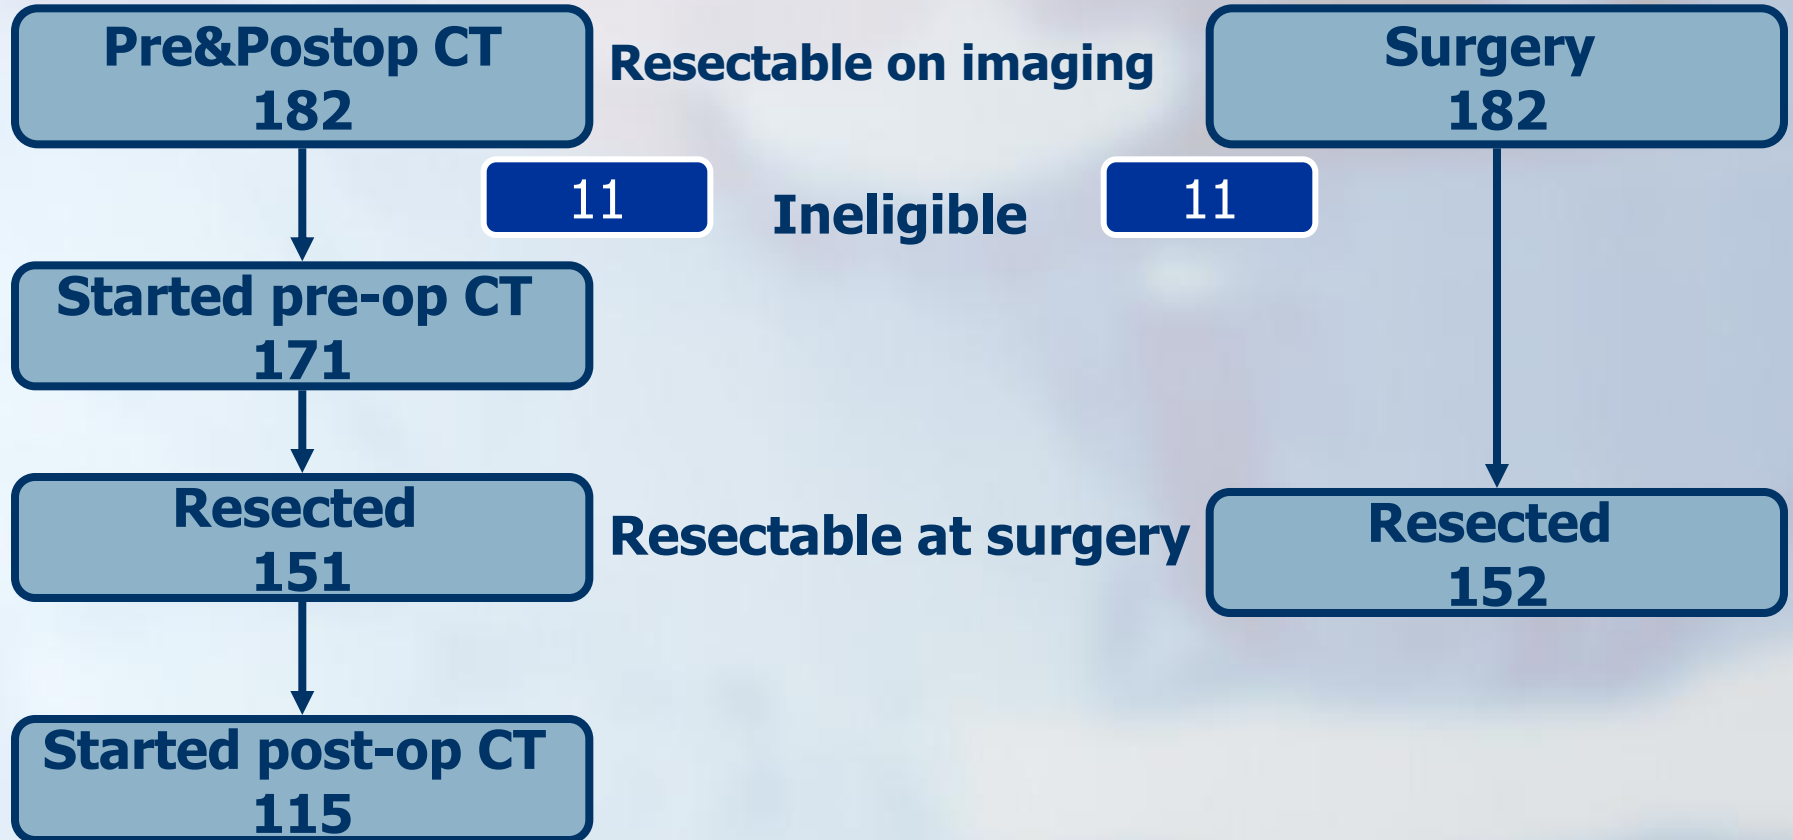 Pre&Postop CT
182
Resectable on imaging
Surgery
182
11
Ineligible
11
Started pre-op CT
171
Resected
151
Resectable at surgery
Resected
152
Started post-op CT
115